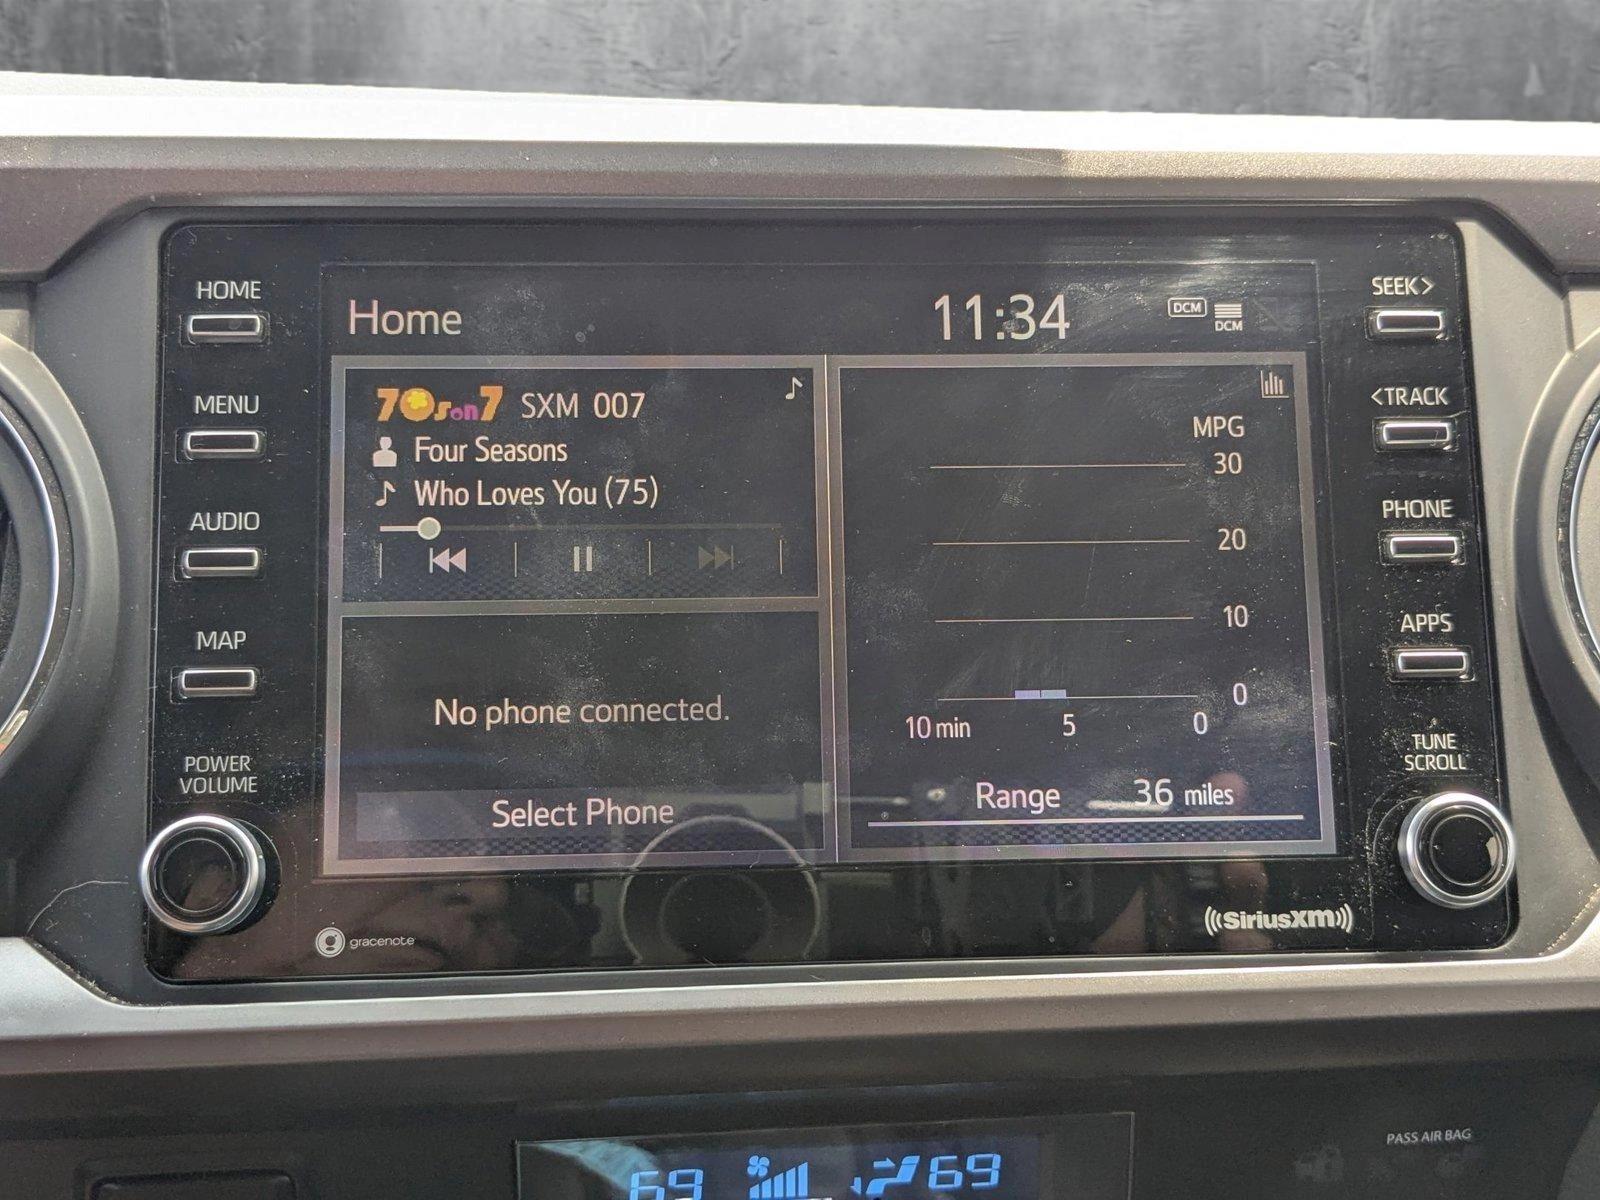 HOME
MENU
AUDIO
MAP
POWER
VOLUME
Home
11:34
DCM
DCM
70s on 7 SXM 007
Four Seasons
Who Loves You (75)
No phone connected.
Select Phone
MPG
30
20
10
0
10 min 5 0
Range 36 miles
SEEK>
<TRACK
PHONE
APPS
TUNE
SCROLL
gracenote
((SiriusXM))
PASS AIR BAG
69 69